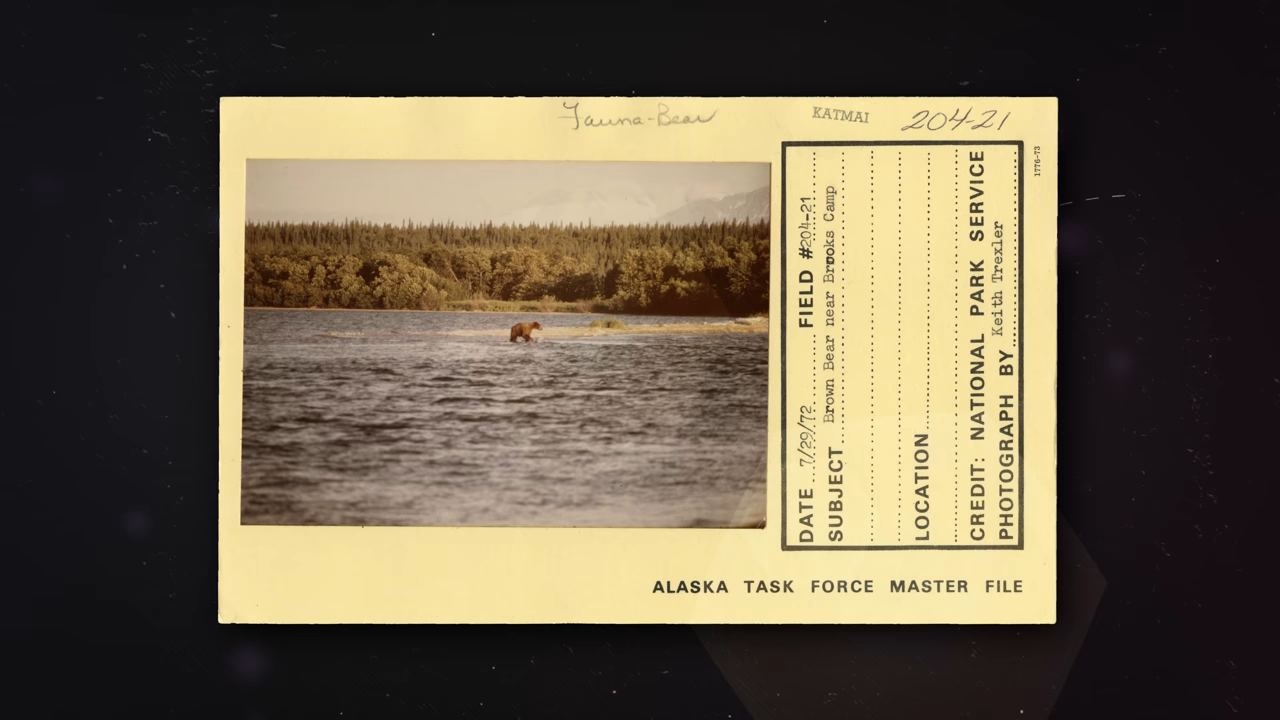 Fauna-Bear
KATMAI
204-21
1776-73
DATE 7/29/72 FIELD #204-21
SUBJECT Brown Bear near Brooks Camp
LOCATION
CREDIT: NATIONAL PARK SERVICE
PHOTOGRAPH BY Keith Trexler
ALASKA TASK FORCE MASTER FILE